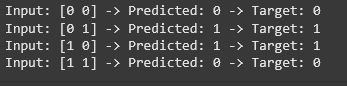 Input: [0 0] -> Predicted: 0 -> Target: 0
Input: [0 1] -> Predicted: 1 -> Target: 1
Input: [1 0] -> Predicted: 1 -> Target: 1
Input: [1 1] -> Predicted: 0 -> Target: 0